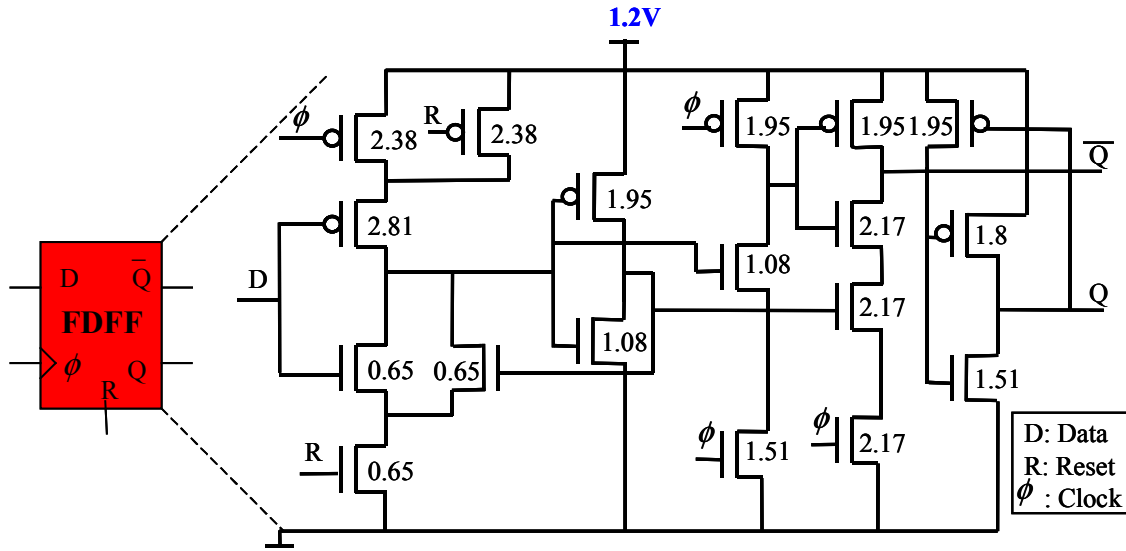 1.2V
ϕ
2.38
R
2.38
ϕ
1.95
1.95
1.95
Q̅
2.81
1.95
2.17
1.8
D
1.08
2.17
Q
D
Q̅
FDFF
ϕ
Q
R
0.65
0.65
1.08
1.51
R
0.65
ϕ
1.51
ϕ
2.17
D: Data
R: Reset
ϕ : Clock